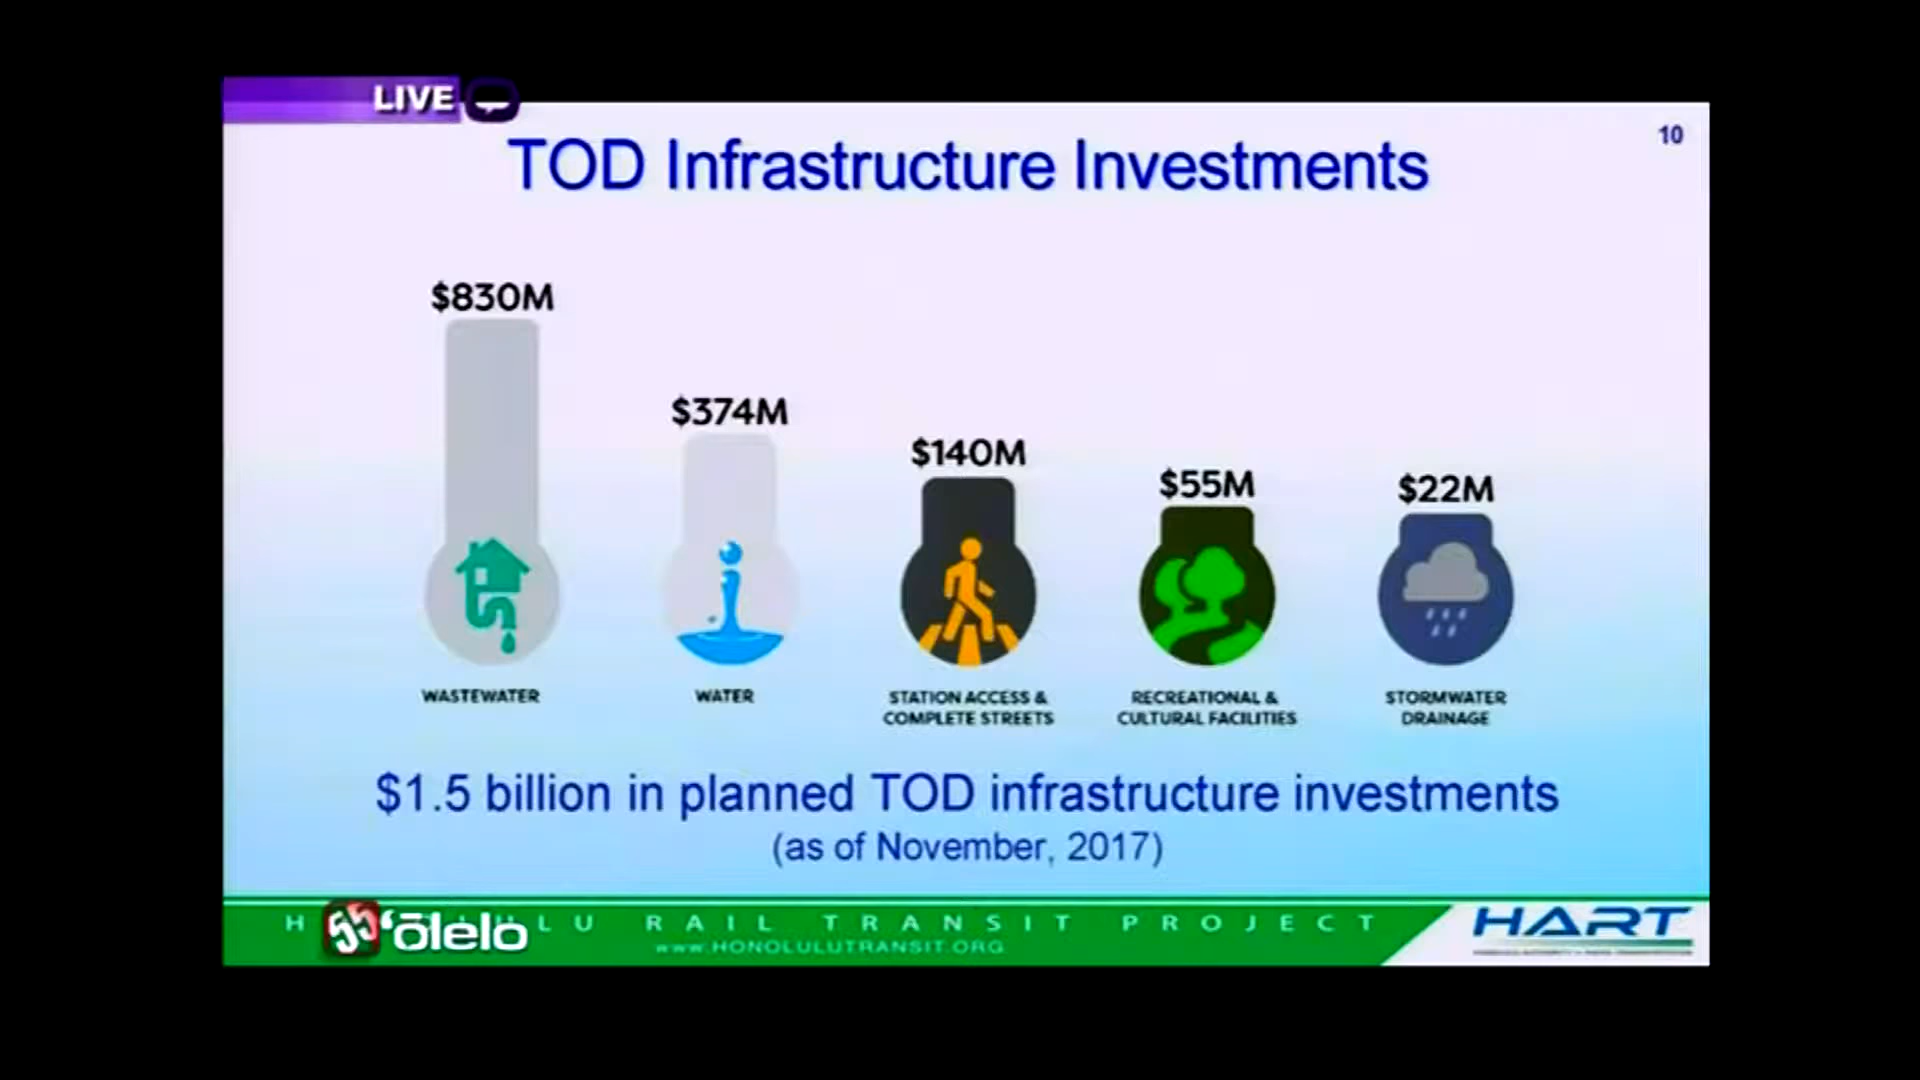 LIVE
10
TOD Infrastructure Investments
$830M
$374M
$140M
$55M
$22M
WASTEWATER
WATER
STATION ACCESS &
COMPLETE STREETS
RECREATIONAL &
CULTURAL FACILITIES
STORMWATER
DRAINAGE
$1.5 billion in planned TOD infrastructure investments
(as of November, 2017)
55 ʻōlelo
RAIL TRANSIT PROJECT
www.HONOLULUTRANSIT.ORG
HART